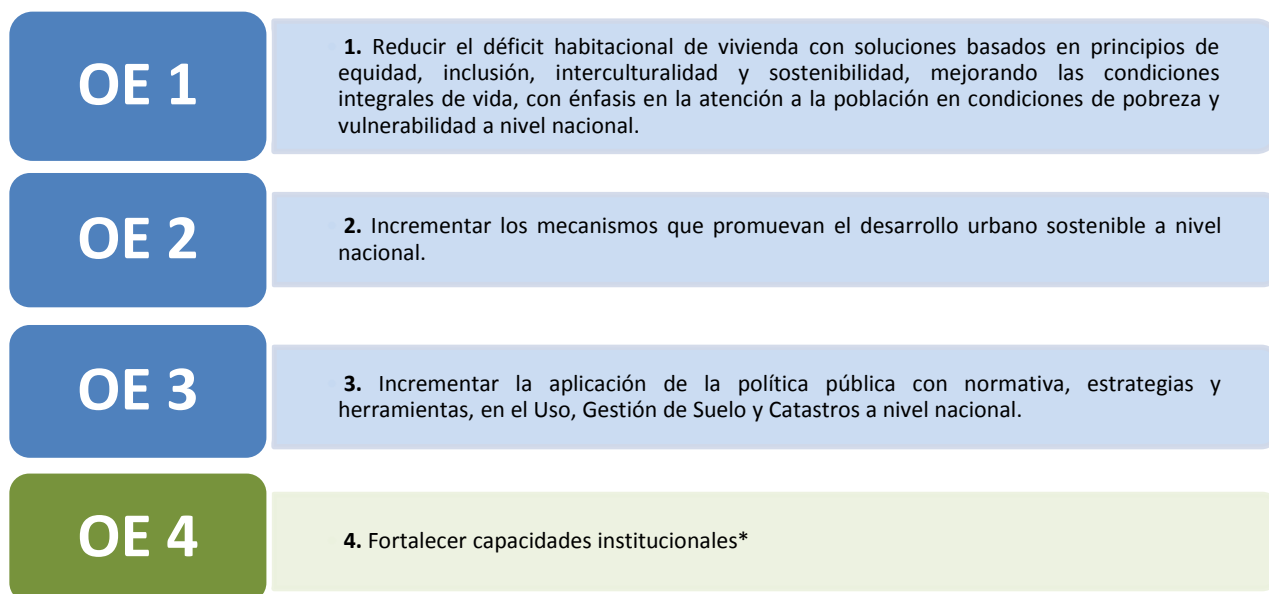 OE 1
1. Reducir el déficit habitacional de vivienda con soluciones basados en principios de
equidad, inclusión, interculturalidad y sostenibilidad, mejorando las condiciones
integrales de vida, con énfasis en la atención a la población en condiciones de pobreza y
vulnerabilidad a nivel nacional.
OE 2
2. Incrementar los mecanismos que promuevan el desarrollo urbano sostenible a nivel
nacional.
OE 3
3. Incrementar la aplicación de la política pública con normativa, estrategias y
herramientas, en el Uso, Gestión de Suelo y Catastros a nivel nacional.
OE 4
4. Fortalecer capacidades institucionales*